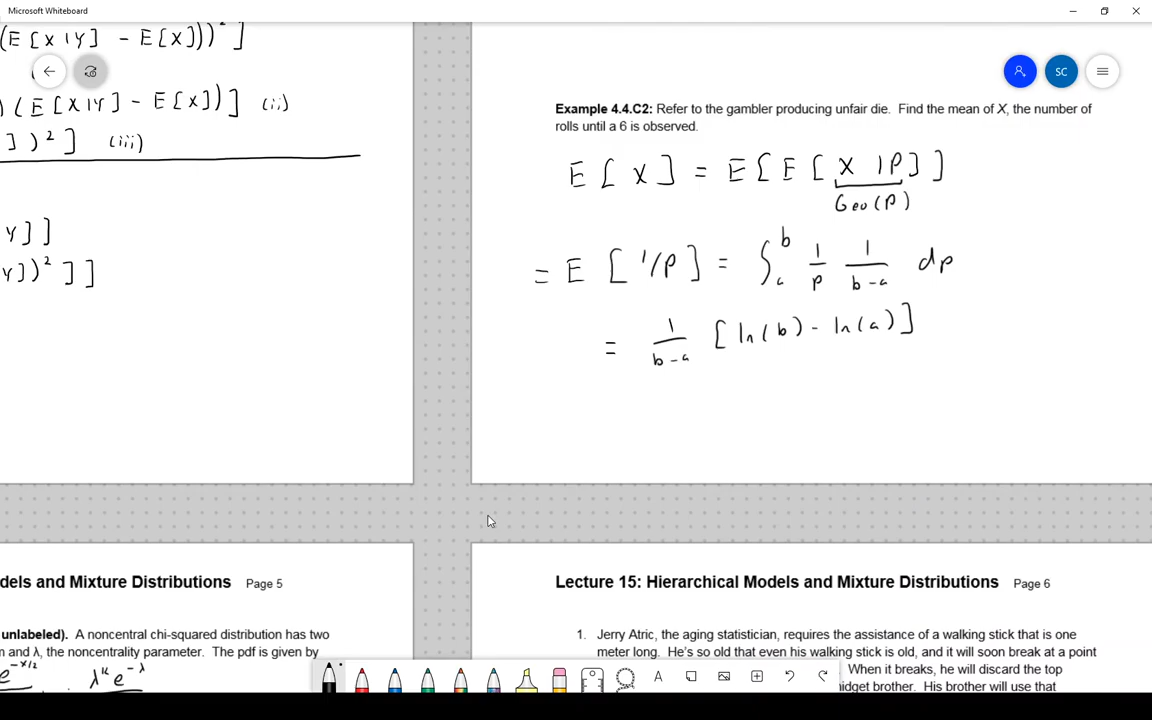 Microsoft Whiteboard
(E[X|Y] - E[X]))²]
) (E[X|Y] - E[X])] (ii)
])²] (iii)
Y]]
Y])²]]
SC
Example 4.4.C2: Refer to the gambler producing unfair die. Find the mean of X, the number of
rolls until a 6 is observed.
E[X] = E[E[X|P]]
Geo(P)
= E[1/P] = ∫ₐᵇ 1/p 1/(b-a) dp
= 1/(b-a) [ln(b) - ln(a)]
dels and Mixture Distributions Page 5
unlabeled). A noncentral chi-squared distribution has two
m and λ, the noncentrality parameter. The pdf is given by
e^(-x/2) λᵏe^(-λ)
Lecture 15: Hierarchical Models and Mixture Distributions Page 6
1. Jerry Atric, the aging statistician, requires the assistance of a walking stick that is one
meter long. He's so old that even his walking stick is old, and it will soon break at a point
When it breaks, he will discard the top
idget brother. His brother will use that